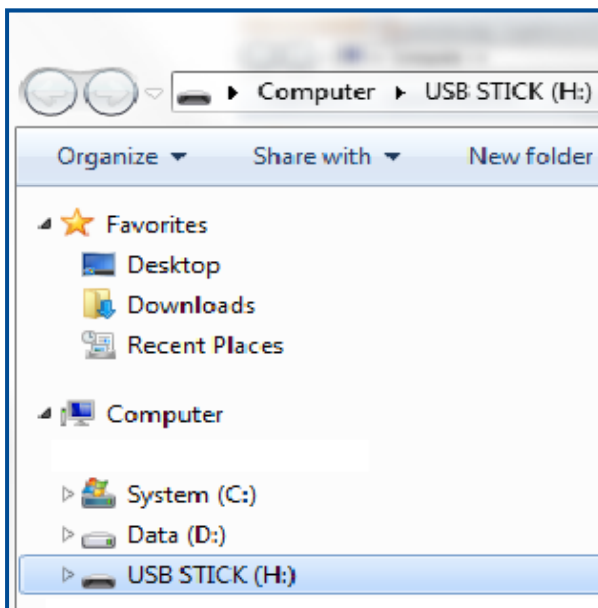 Computer USB STICK (H:)
Organize Share with New folder
Favorites
Desktop
Downloads
Recent Places
Computer
System (C:)
Data (D:)
USB STICK (H:)